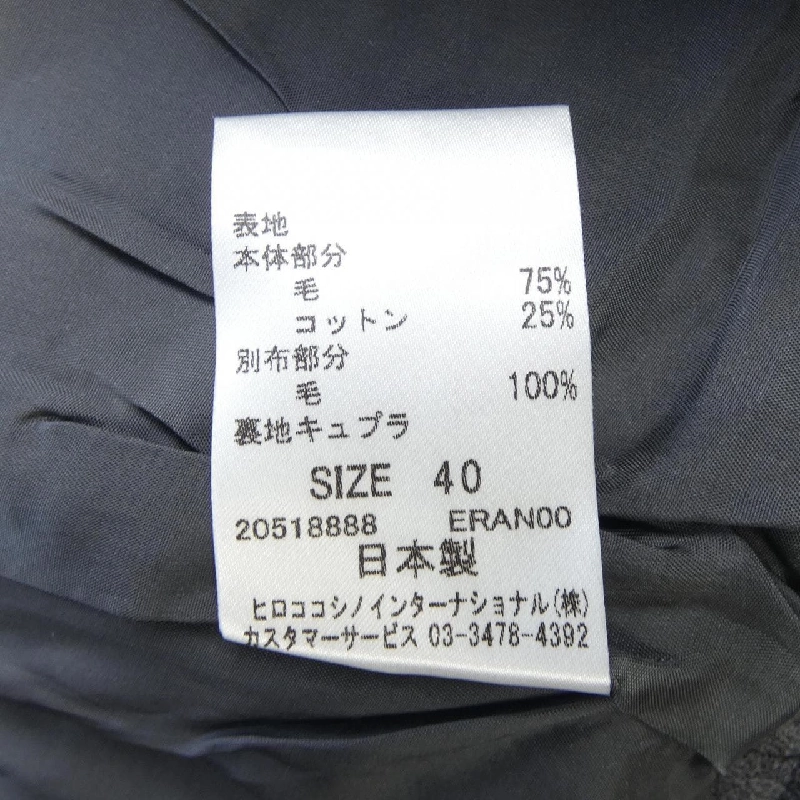 表地
本体部分
毛 75%
コットン 25%
別布部分
毛 100%
裏地キュプラ
SIZE 40
20518888 ERAN00
日本製
ヒロココシノインターナショナル(株)
カスタマーサービス 03-3478-4392